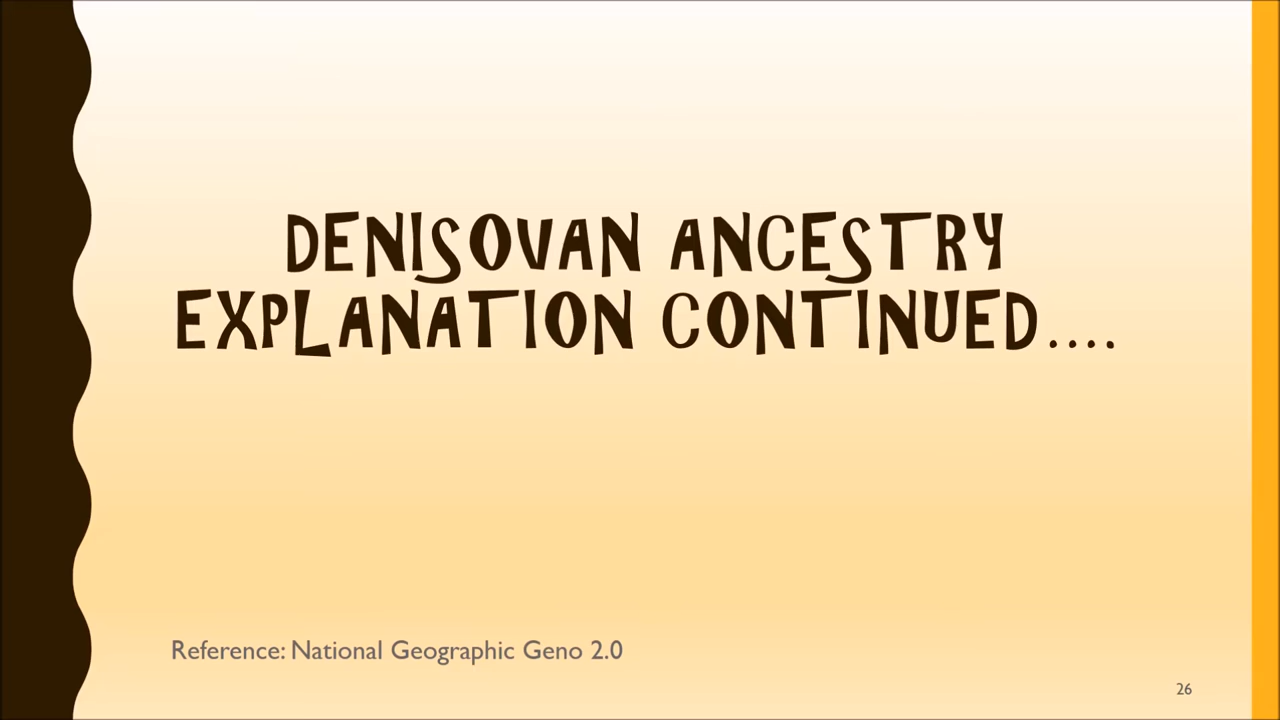 DENISOVAN ANCESTRY
EXPLANATION CONTINUED....
Reference: National Geographic Geno 2.0
26